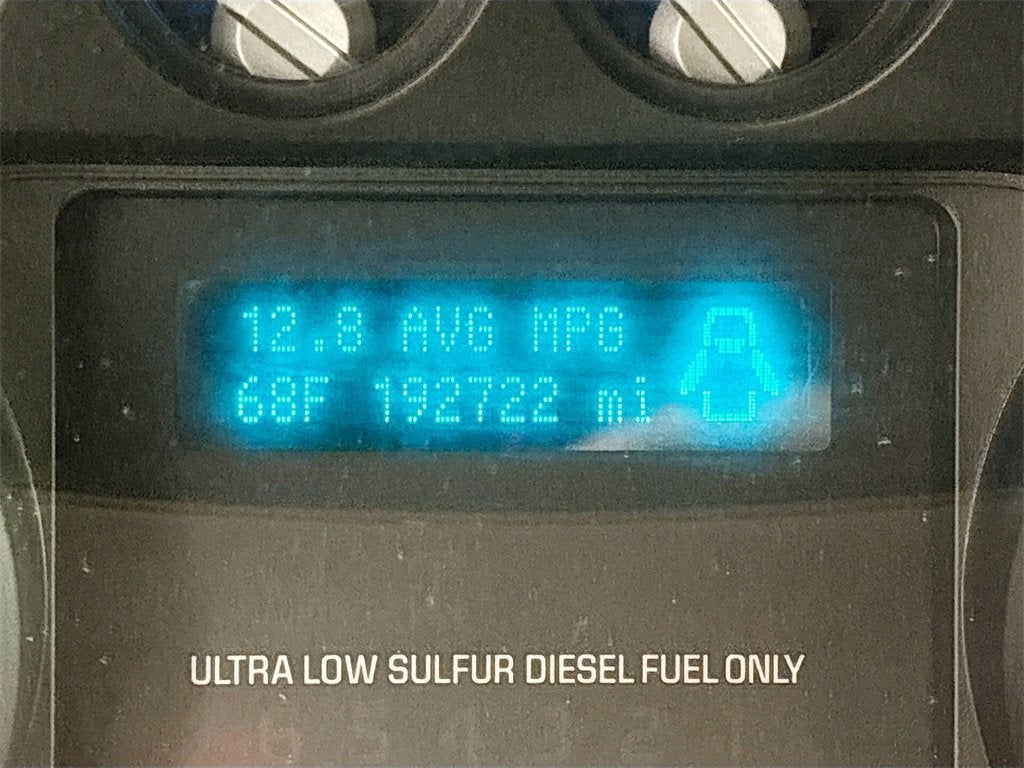 12.8 AVG MPG
68F 192722 mi
ULTRA LOW SULFUR DIESEL FUEL ONLY